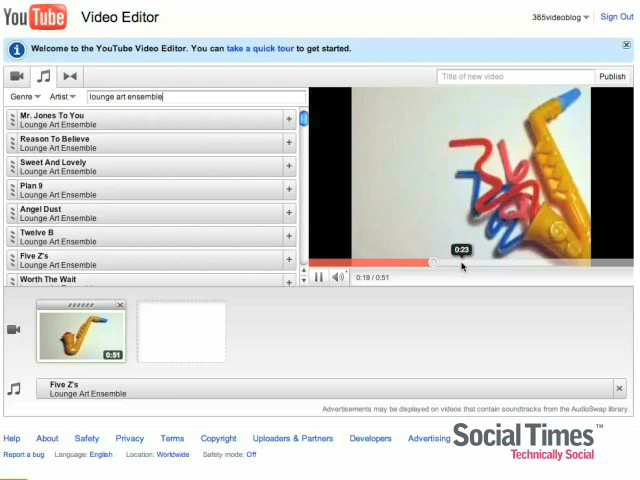 YouTube Video Editor
365videoblog Sign Out
Welcome to the YouTube Video Editor. You can take a quick tour to get started.
Title of new video Publish
Genre Artist lounge art ensemble
Mr. Jones To You
Lounge Art Ensemble
Reason To Believe
Lounge Art Ensemble
Sweet And Lovely
Lounge Art Ensemble
Plan 9
Lounge Art Ensemble
Angel Dust
Lounge Art Ensemble
Twelve B
Lounge Art Ensemble
Five Z's
Lounge Art Ensemble
Worth The Wait
0:23
0:19 / 0:51
0:51
Five Z's
Lounge Art Ensemble
Advertisements may be displayed on videos that contain soundtracks from the AudioSwap library.
Help About Safety Privacy Terms Copyright Uploaders & Partners Developers Advertising
Report a bug Language: English Location: Worldwide Safety mode: Off
Social Times™
Technically Social